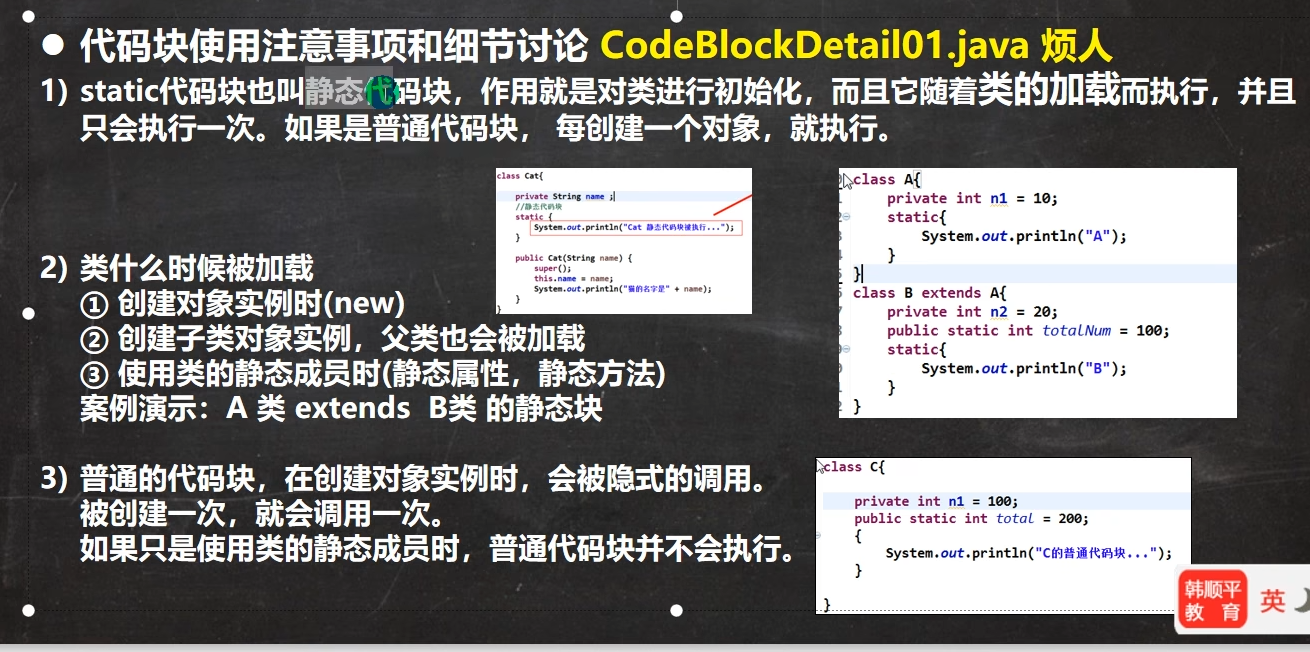 ● 代码块使用注意事项和细节讨论 CodeBlockDetail01.java 烦人
1) static代码块也叫静态代码块，作用就是对类进行初始化，而且它随着类的加载而执行，并且
只会执行一次。如果是普通代码块， 每创建一个对象，就执行。
class Cat{
private String name ;
//静态代码块
static {
System.out.println("Cat 静态代码块被执行...");
}
public Cat(String name) {
super();
this.name = name;
System.out.println("猫的名字是" + name);
}
}
class A{
private int n1 = 10;
static{
System.out.println("A");
}
}
class B extends A{
private int n2 = 20;
public static int totalNum = 100;
static{
System.out.println("B");
}
}
2) 类什么时候被加载
① 创建对象实例时(new)
② 创建子类对象实例，父类也会被加载
③ 使用类的静态成员时(静态属性，静态方法)
案例演示：A 类 extends B类 的静态块
3) 普通的代码块，在创建对象实例时，会被隐式的调用。
被创建一次，就会调用一次。
如果只是使用类的静态成员时，普通代码块并不会执行。
class C{
private int n1 = 100;
public static int total = 200;
{
System.out.println("C的普通代码块...");
}
}
韩顺平
教 育
英